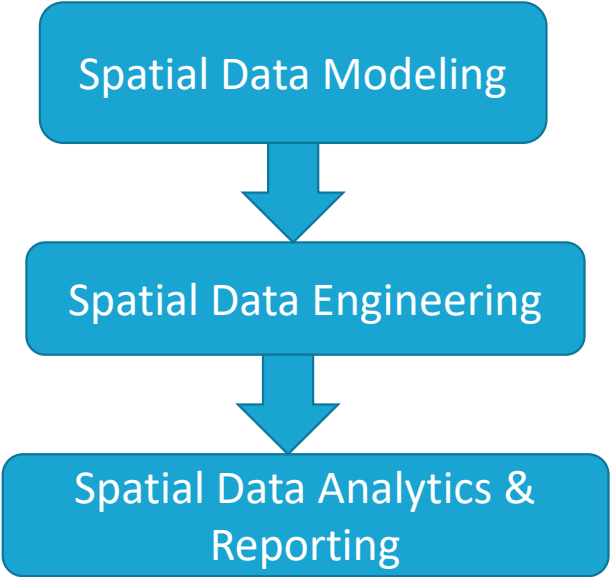 Spatial Data Modeling
Spatial Data Engineering
Spatial Data Analytics &
Reporting